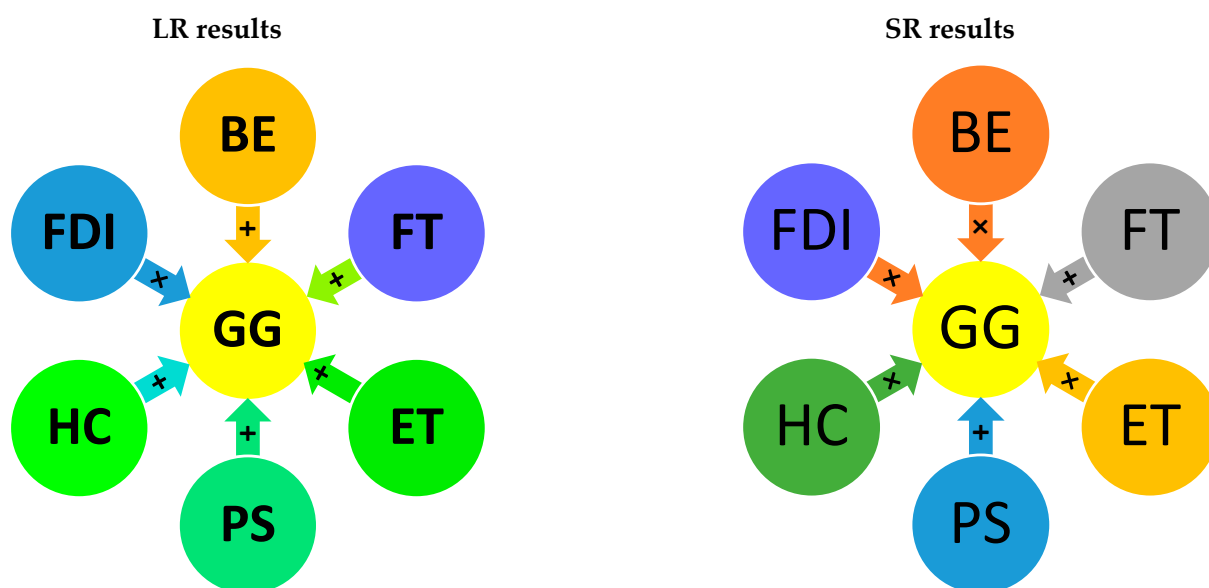 LR results
SR results
BE
FDI
FT
+
×
+
GG
+
×
HC
ET
+
PS
BE
FDI
FT
×
×
+
GG
×
×
HC
ET
+
PS